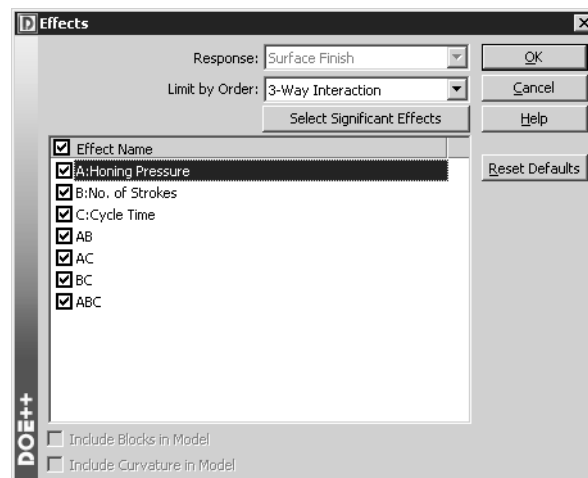 Effects
Response: Surface Finish
OK
Limit by Order: 3-Way Interaction
Cancel
Select Significant Effects
Help
Effect Name
Reset Defaults
A:Honing Pressure
B:No. of Strokes
C:Cycle Time
AB
AC
BC
ABC
Include Blocks in Model
Include Curvature in Model
DOE++